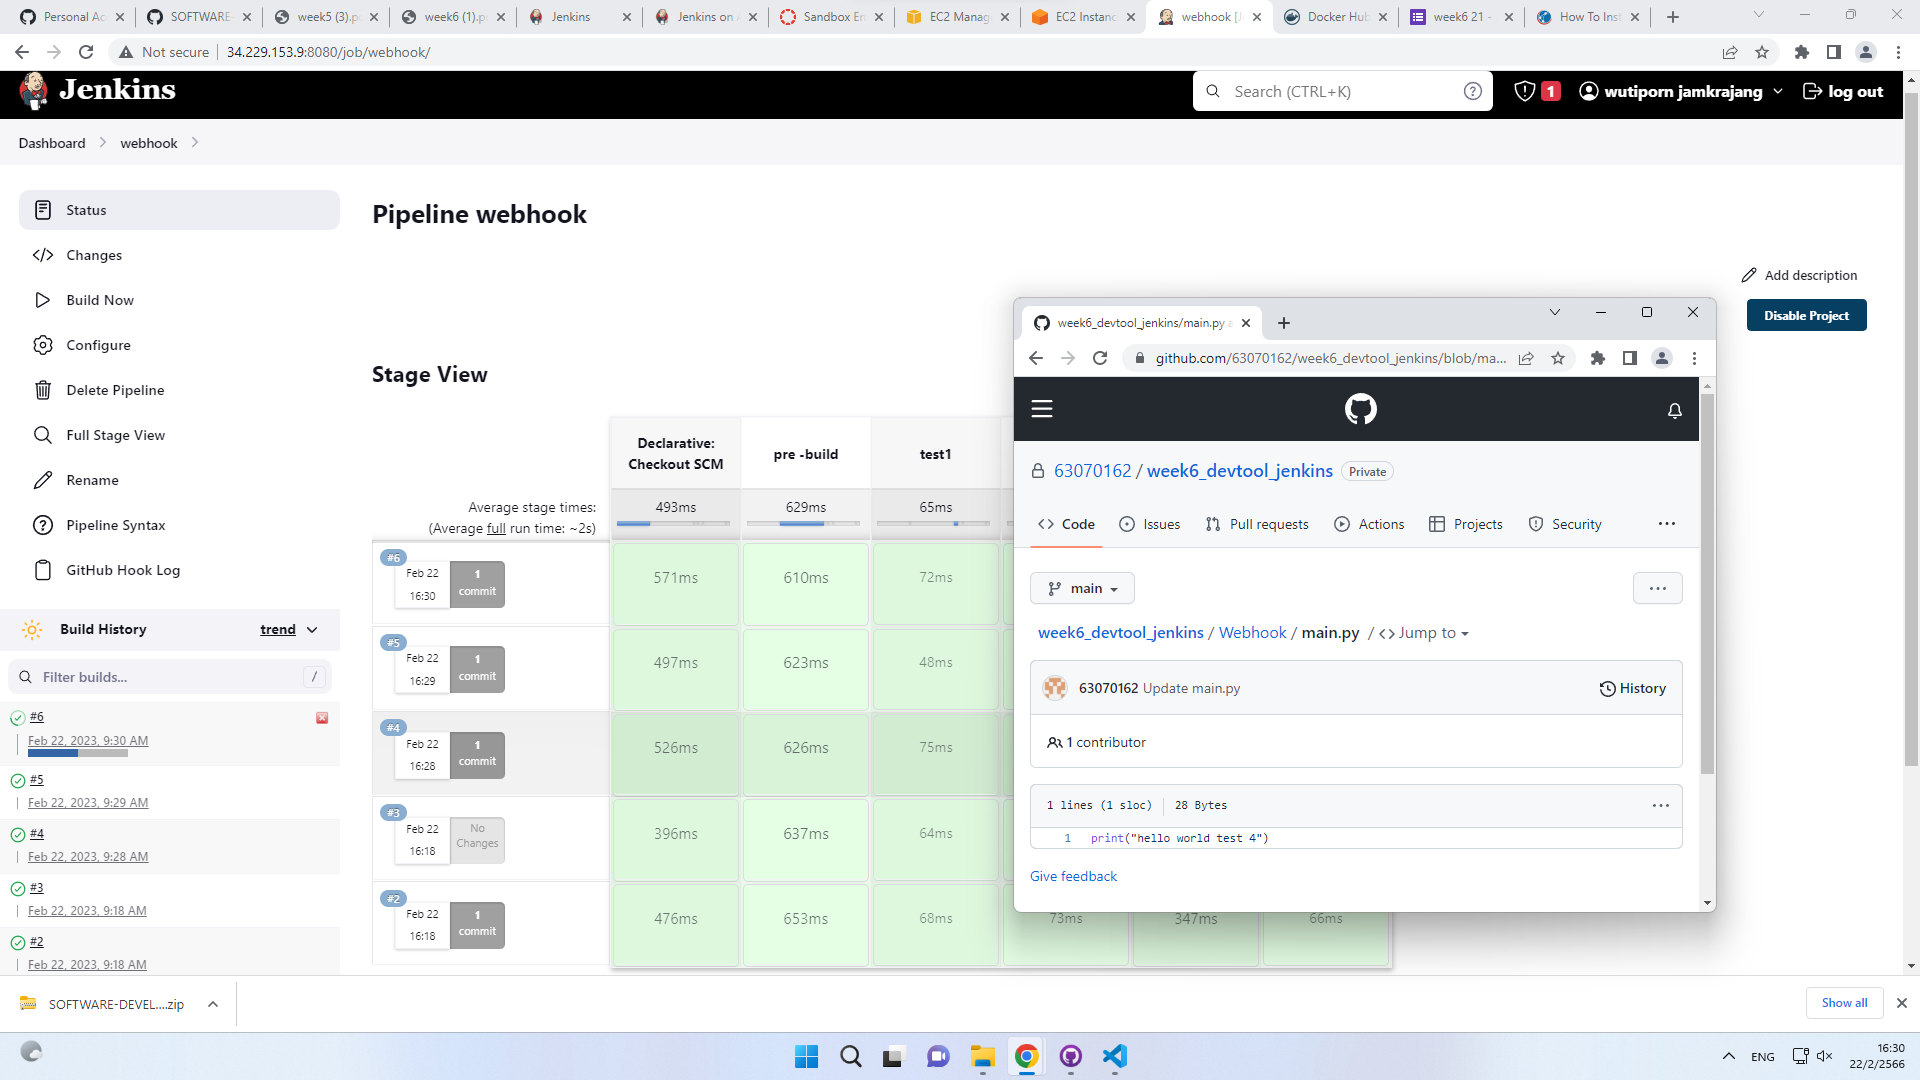 Personal Ac
SOFTWARE-
week5 (3).p
week6 (1).p
Jenkins
Jenkins on A
Sandbox En
EC2 Manag
EC2 Instanc
webhook [J
Docker Hub
week6 21 -
How To Inst
Not secure
34.229.153.9:8080/job/webhook/
Jenkins
Search (CTRL+K)
1
wutiporn jamkrajang
log out
Dashboard
webhook
Status
Changes
Build Now
Configure
Delete Pipeline
Full Stage View
Rename
Pipeline Syntax
GitHub Hook Log
Build History
trend
Filter builds...
/
#6
Feb 22, 2023, 9:30 AM
#5
Feb 22, 2023, 9:29 AM
#4
Feb 22, 2023, 9:28 AM
#3
Feb 22, 2023, 9:18 AM
#2
Feb 22, 2023, 9:18 AM
Pipeline webhook
Add description
Disable Project
Stage View
Declarative:
Checkout SCM
pre -build
test1
Average stage times:
(Average full run time: ~2s)
493ms
629ms
65ms
#6
Feb 22
16:30
1
commit
571ms
610ms
72ms
#5
Feb 22
16:29
1
commit
497ms
623ms
48ms
#4
Feb 22
16:28
1
commit
526ms
626ms
75ms
#3
Feb 22
16:18
No
Changes
396ms
637ms
64ms
#2
Feb 22
16:18
1
commit
476ms
653ms
68ms
73ms
347ms
66ms
week6_devtool_jenkins/main.py a
github.com/63070162/week6_devtool_jenkins/blob/ma...
63070162 / week6_devtool_jenkins
Private
Code
Issues
Pull requests
Actions
Projects
Security
main
week6_devtool_jenkins / Webhook / main.py / <> Jump to
63070162 Update main.py
History
1 contributor
1 lines (1 sloc)
28 Bytes
1 print("hello world test 4")
Give feedback
SOFTWARE-DEVEL....zip
Show all
ENG
16:30
22/2/2566